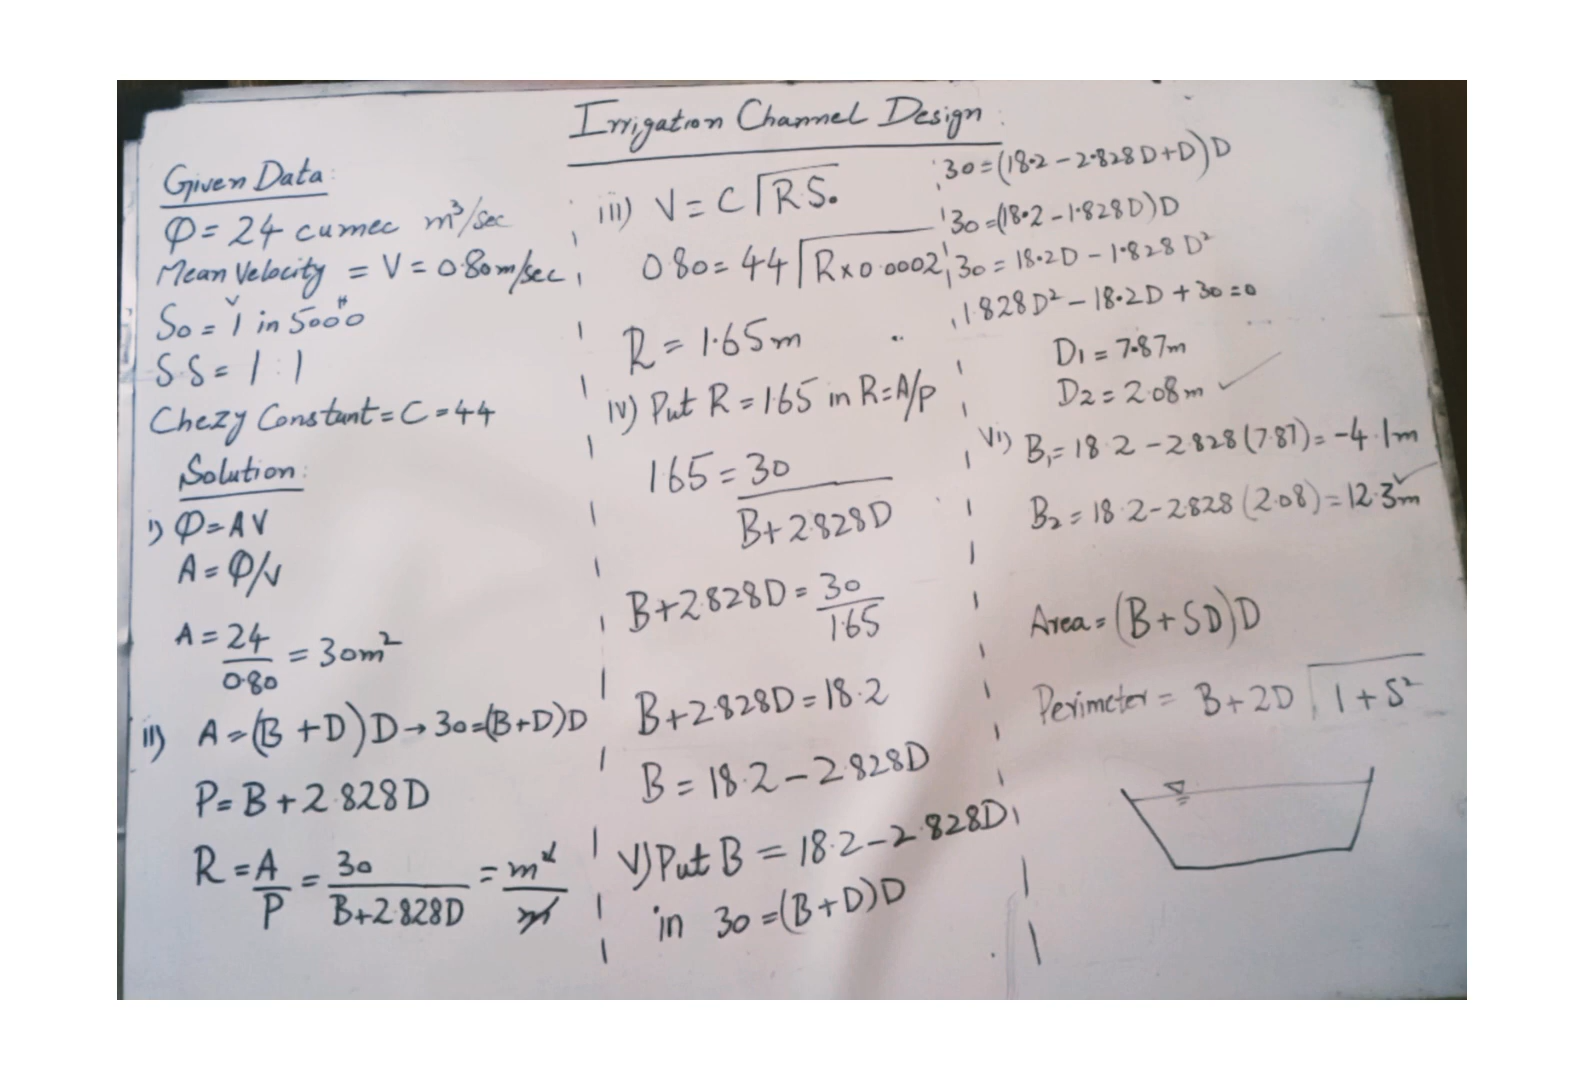 Irrigation Channel Design:
Given Data:
Q = 24 cumec m³/sec
Mean Velocity = V = 0.80m/sec
So = 1 in 5000
S.S = 1:1
Chezy Constant = C = 44
Solution:
i) Q = AV
A = Q/V
A = 24/0.80 = 30m²
ii) A = (B + D)D → 30 = (B+D)D
P = B + 2.828D
R = A/P = 30/B+2.828D = m²/m
iii) V = C√RSo
0.80 = 44√R x 0.0002
R = 1.65m
iv) Put R = 1.65 in R = A/p
1.65 = 30/B + 2.828D
B + 2.828D = 30/1.65
B + 2.828D = 18.2
B = 18.2 – 2.828D
v) Put B = 18.2 – 2.828D
in 30 = (B+D)D
30 = (18.2 – 2.828D+D)D
30 = (18.2 – 1.828D)D
30 = 18.2D – 1.828D²
1.828D² – 18.2D + 30 = 0
D1 = 7.87m
D2 = 2.08m ✓
vi) B1 = 18.2 – 2.828(7.87) = -4.1m
B2 = 18.2 – 2.828(2.08) = 12.3m ✓
Area = (B + SD)D
Perimeter = B + 2D√1 + S²